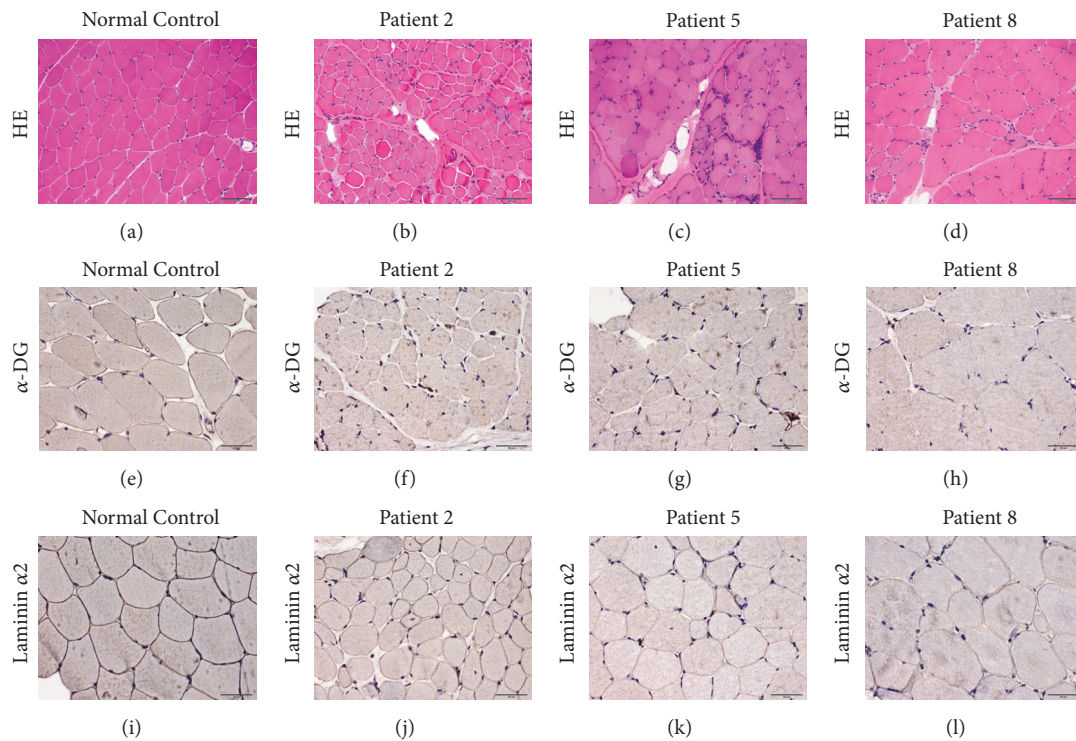 Normal Control Patient 2 Patient 5 Patient 8
HE HE HE HE
(a) (b) (c) (d)
Normal Control Patient 2 Patient 5 Patient 8
α-DG α-DG α-DG α-DG
(e) (f) (g) (h)
Normal Control Patient 2 Patient 5 Patient 8
Laminin α2 Laminin α2 Laminin α2 Laminin α2
(i) (j) (k) (l)